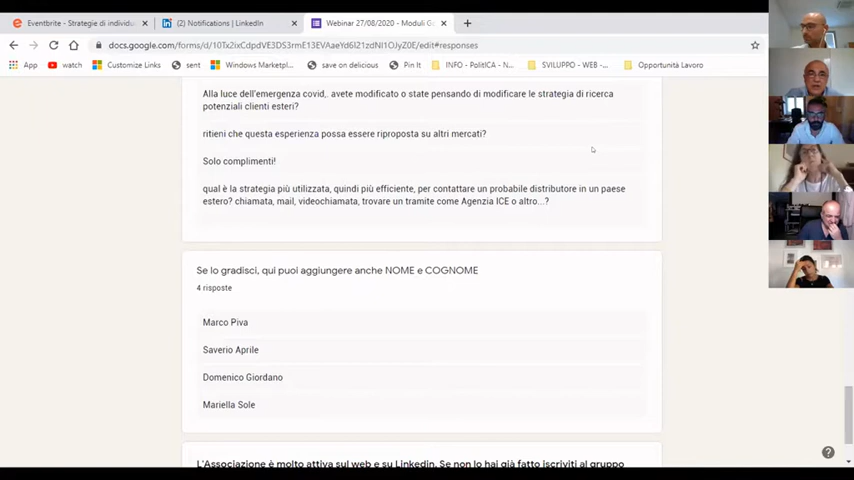 Eventbrite - Strategie di individua
(2) Notifications | LinkedIn
Webinar 27/08/2020 - Moduli G
docs.google.com/forms/d/10Tx2ixCdpdVE3DS3rmE13EVAaeYd6l21zdNI1OJyZ0E/edit#responses
App
watch
Customize Links
sent
Windows Marketpl...
save on delicious
Pin It
INFO - PolitICA - N...
SVILUPPO - WEB - ...
Opportunità Lavoro
Alla luce dell'emergenza covid,. avete modificato o state pensando di modificare le strategia di ricerca
potenziali clienti esteri?
ritieni che questa esperienza possa essere riproposta su altri mercati?
Solo complimenti!
qual è la strategia più utilizzata, quindi più efficiente, per contattare un probabile distributore in un paese
estero? chiamata, mail, videochiamata, trovare un tramite come Agenzia ICE o altro...?
Se lo gradisci, qui puoi aggiungere anche NOME e COGNOME
4 risposte
Marco Piva
Saverio Aprile
Domenico Giordano
Mariella Sole
L'Associazione è molto attiva sul web e su Linkedin. Se non lo hai già fatto iscriviti al gruppo